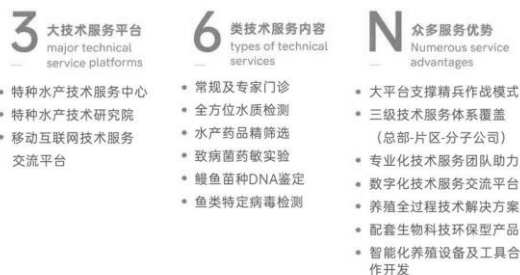 3 大技术服务平台
major technical
service platforms
• 特种水产技术服务中心
• 特种水产技术研究院
• 移动互联网技术服务
交流平台
6 类技术服务内容
types of technical
services
• 常规及专家门诊
• 全方位水质检测
• 水产药品精筛选
• 致病菌药敏实验
• 鳗鱼苗种DNA鉴定
• 鱼类特定病毒检测
N 众多服务优势
Numerous service
advantages
• 大平台支撑精兵作战模式
• 三级技术服务体系覆盖
（总部-片区-分子公司）
• 专业化技术服务团队助力
• 数字化技术服务交流平台
• 养殖全过程技术解决方案
• 配套生物科技环保型产品
• 智能化养殖设备及工具合
作开发